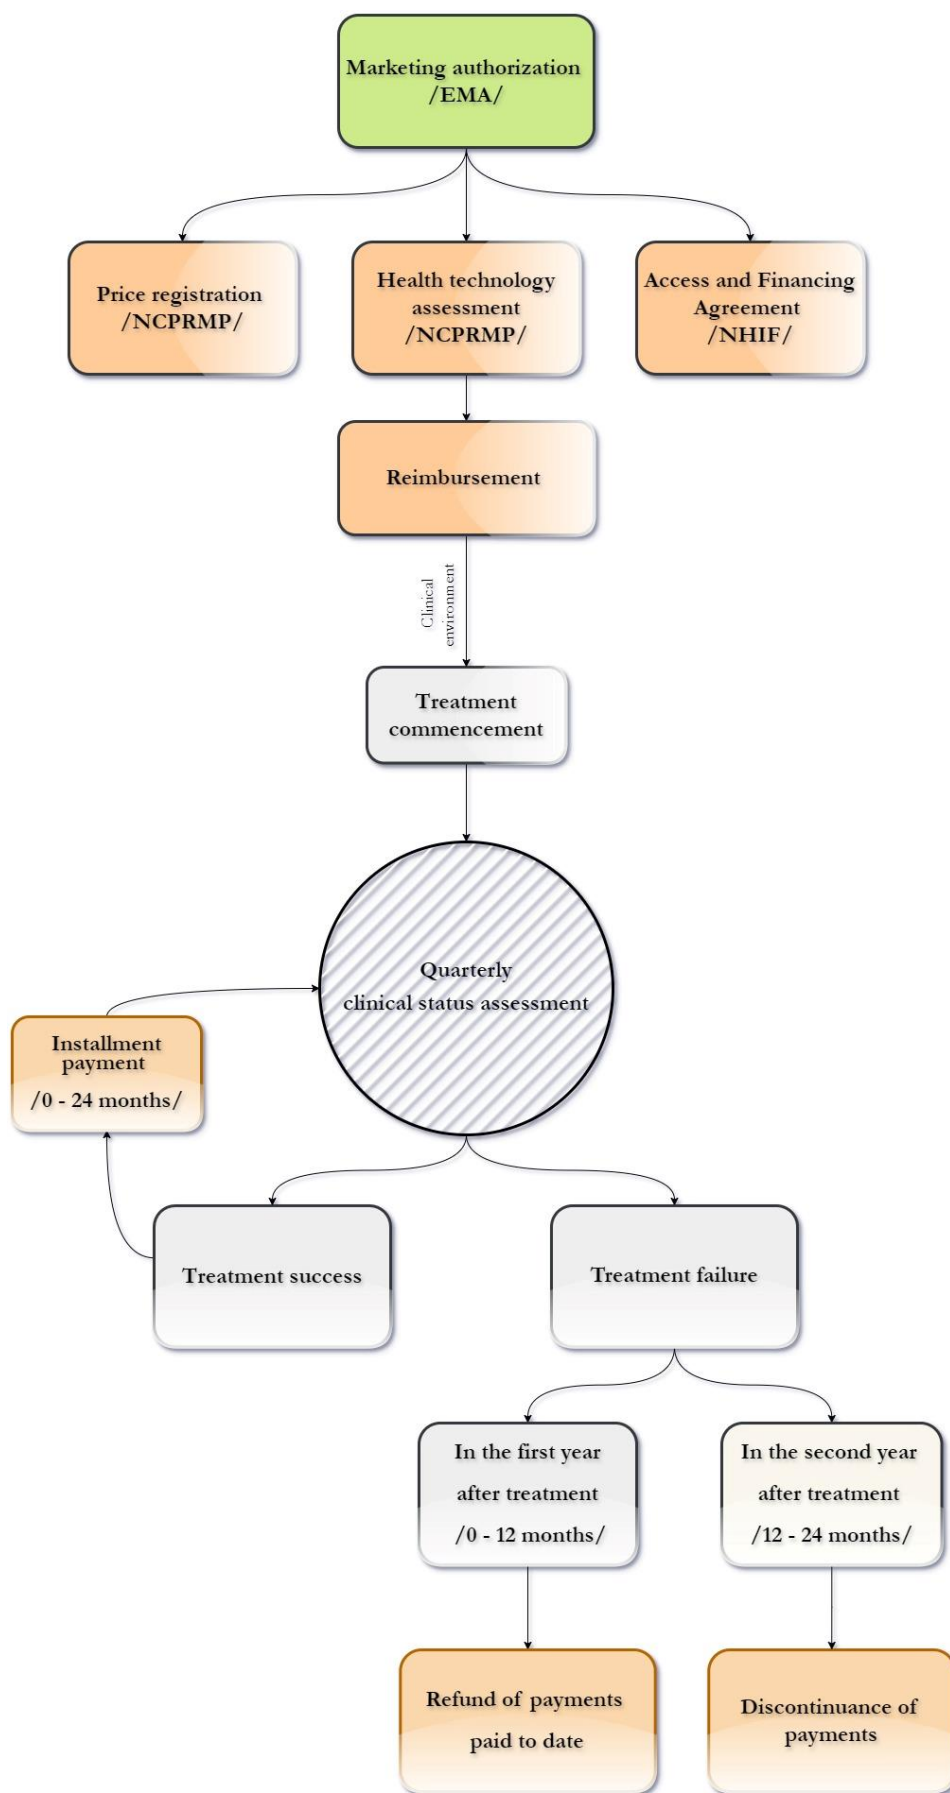 Marketing authorization
/EMA/
Price registration
/NCPRMP/
Health technology
assessment
/NCPRMP/
Access and Financing
Agreement
/NHIF/
Reimbursement
Clinical
environment
Treatment
commencement
Quarterly
clinical status assessment
Installment
payment
/0 - 24 months/
Treatment success
Treatment failure
In the first year
after treatment
/0 - 12 months/
In the second year
after treatment
/12 - 24 months/
Refund of payments
paid to date
Discontinuance of
payments